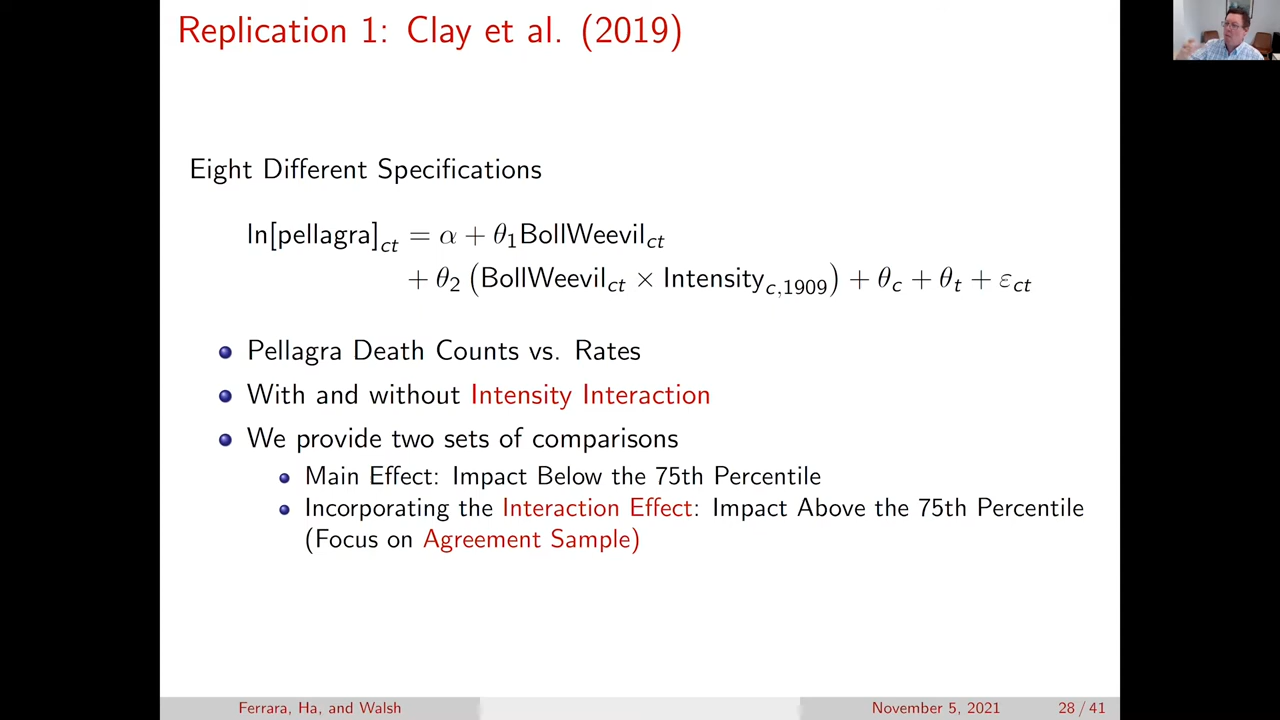 Replication 1: Clay et al. (2019)
Eight Different Specifications
ln[pellagra]ct = α + θ1BollWeevilct
+ θ2 (BollWeevilct × Intensityc,1909) + θc + θt + εct
Pellagra Death Counts vs. Rates
With and without Intensity Interaction
We provide two sets of comparisons
Main Effect: Impact Below the 75th Percentile
Incorporating the Interaction Effect: Impact Above the 75th Percentile
(Focus on Agreement Sample)
Ferrara, Ha, and Walsh
November 5, 2021
28 / 41